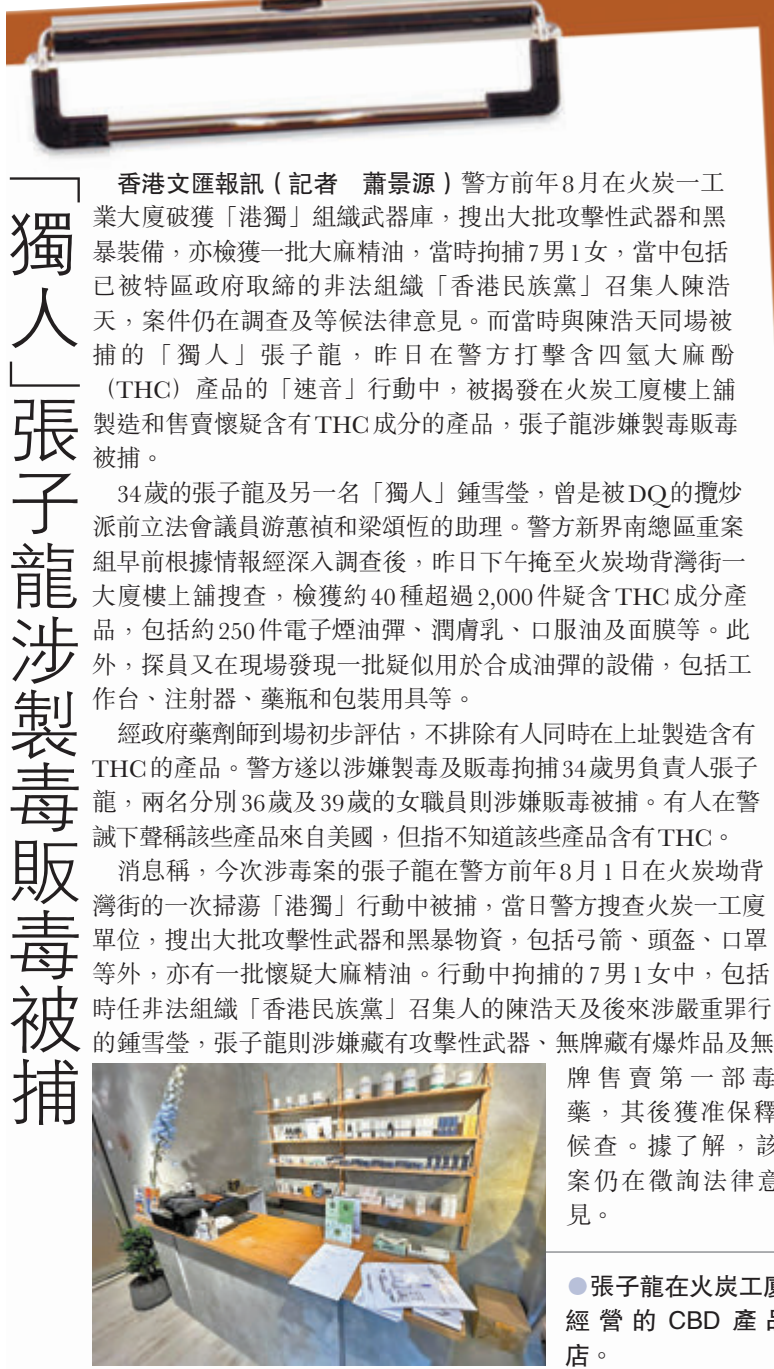 「獨人」張子龍涉製毒販毒被捕
香港文匯報訊（記者　蕭景源）警方前年8月在火炭一工
業大廈破獲「港獨」組織武器庫，搜出大批攻擊性武器和黑
暴裝備，亦檢獲一批大麻精油，當時拘捕7男1女，當中包括
已被特區政府取締的非法組織「香港民族黨」召集人陳浩
天，案件仍在調查及等候法律意見。而當時與陳浩天同場被
捕的「獨人」張子龍，昨日在警方打擊含四氫大麻酚
（THC）產品的「速音」行動中，被揭發在火炭工廈樓上舖
製造和售賣懷疑含有THC成分的產品，張子龍涉嫌製毒販毒
被捕。
34歲的張子龍及另一名「獨人」鍾雪瑩，曾是被DQ的攬炒
派前立法會議員游蕙禎和梁頌恆的助理。警方新界南總區重案
組早前根據情報經深入調查後，昨日下午掩至火炭坳背灣街一
大廈樓上舖搜查，檢獲約40種超過2,000件疑含THC成分產
品，包括約250件電子煙油彈、潤膚乳、口服油及面膜等。此
外，探員又在現場發現一批疑似用於合成油彈的設備，包括工
作台、注射器、藥瓶和包裝用具等。
經政府藥劑師到場初步評估，不排除有人同時在上址製造含有
THC的產品。警方遂以涉嫌製毒及販毒拘捕34歲男負責人張子
龍，兩名分別36歲及39歲的女職員則涉嫌販毒被捕。有人在警
誡下聲稱該些產品來自美國，但指不知道該些產品含有THC。
消息稱，今次涉毒案的張子龍在警方前年8月1日在火炭坳背
灣街的一次掃蕩「港獨」行動中被捕，當日警方搜查火炭一工廈
單位，搜出大批攻擊性武器和黑暴物資，包括弓箭、頭盔、口罩
等外，亦有一批懷疑大麻精油。行動中拘捕的7男1女中，包括
時任非法組織「香港民族黨」召集人的陳浩天及後來涉嚴重罪行
的鍾雪瑩，張子龍則涉嫌藏有攻擊性武器、無牌藏有爆炸品及無
牌售賣第一部毒
藥，其後獲准保釋
候查。據了解，該
案仍在徵詢法律意
見。
●張子龍在火炭工廈
經營的CBD產品
店。